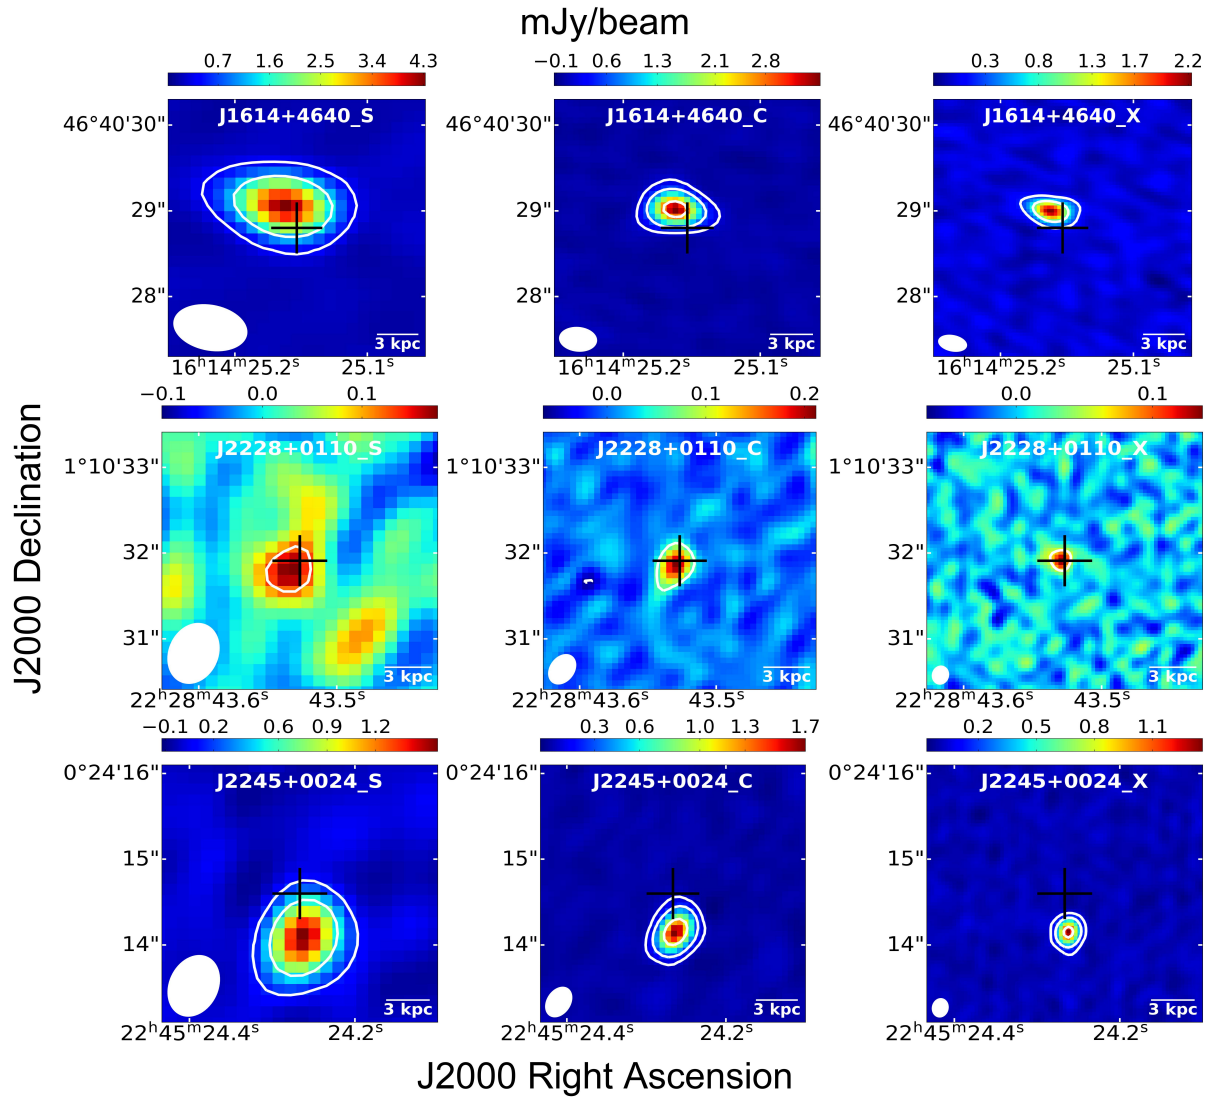 mJy/beam
0.7 1.6 2.5 3.4 4.3
−0.1 0.6 1.3 2.1 2.8
0.3 0.8 1.3 1.7 2.2
J1614+4640_S
J1614+4640_C
J1614+4640_X
46°40'30" 46°40'30" 46°40'30"
29" 29" 29"
28" 28" 28"
3 kpc 3 kpc 3 kpc
16ʰ14ᵐ25.2ˢ 25.1ˢ 16ʰ14ᵐ25.2ˢ 25.1ˢ 16ʰ14ᵐ25.2ˢ 25.1ˢ
−0.1 0.0 0.1
0.0 0.1 0.2
0.0 0.1
J2228+0110_S
J2228+0110_C
J2228+0110_X
1°10'33" 1°10'33" 1°10'33"
32" 32" 32"
31" 31" 31"
3 kpc 3 kpc 3 kpc
22ʰ28ᵐ43.6ˢ 43.5ˢ 22ʰ28ᵐ43.6ˢ 43.5ˢ 22ʰ28ᵐ43.6ˢ 43.5ˢ
−0.1 0.2 0.6 0.9 1.2
0.3 0.6 1.0 1.3 1.7
0.2 0.5 0.8 1.1
J2245+0024_S
J2245+0024_C
J2245+0024_X
0°24'16" 0°24'16" 0°24'16"
15" 15" 15"
14" 14" 14"
3 kpc 3 kpc 3 kpc
22ʰ45ᵐ24.4ˢ 24.2ˢ 22ʰ45ᵐ24.4ˢ 24.2ˢ 22ʰ45ᵐ24.4ˢ 24.2ˢ
J2000 Declination
J2000 Right Ascension